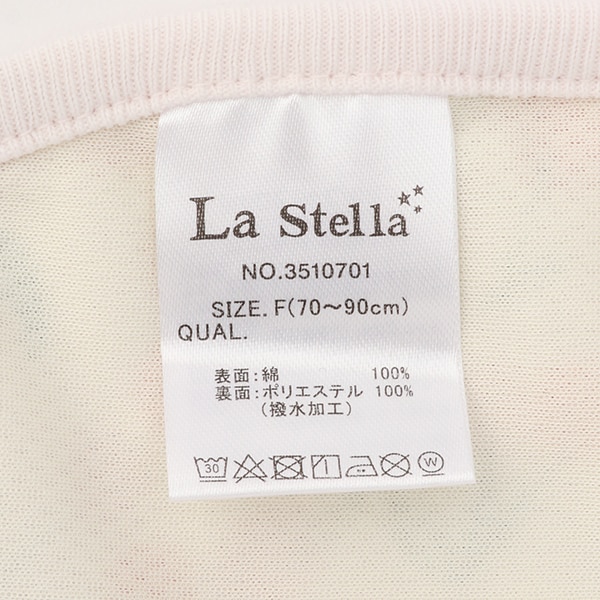 La Stella
NO.3510701
SIZE. F(70〜90cm)
QUAL.
表面:綿 100%
裏面:ポリエステル 100%
(撥水加工)
30 W